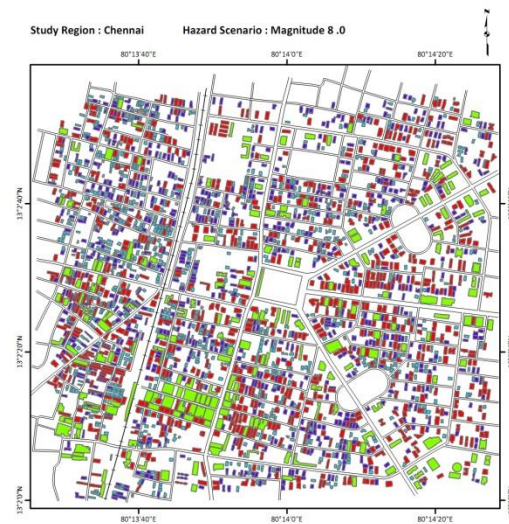 Study Region : Chennai Hazard Scenario : Magnitude 8 .0
80°13'40"E 80°14'0"E 80°14'20"E
13°2'40"N
13°2'20"N
13°2'0"N
80°13'40"E 80°14'0"E 80°14'20"E